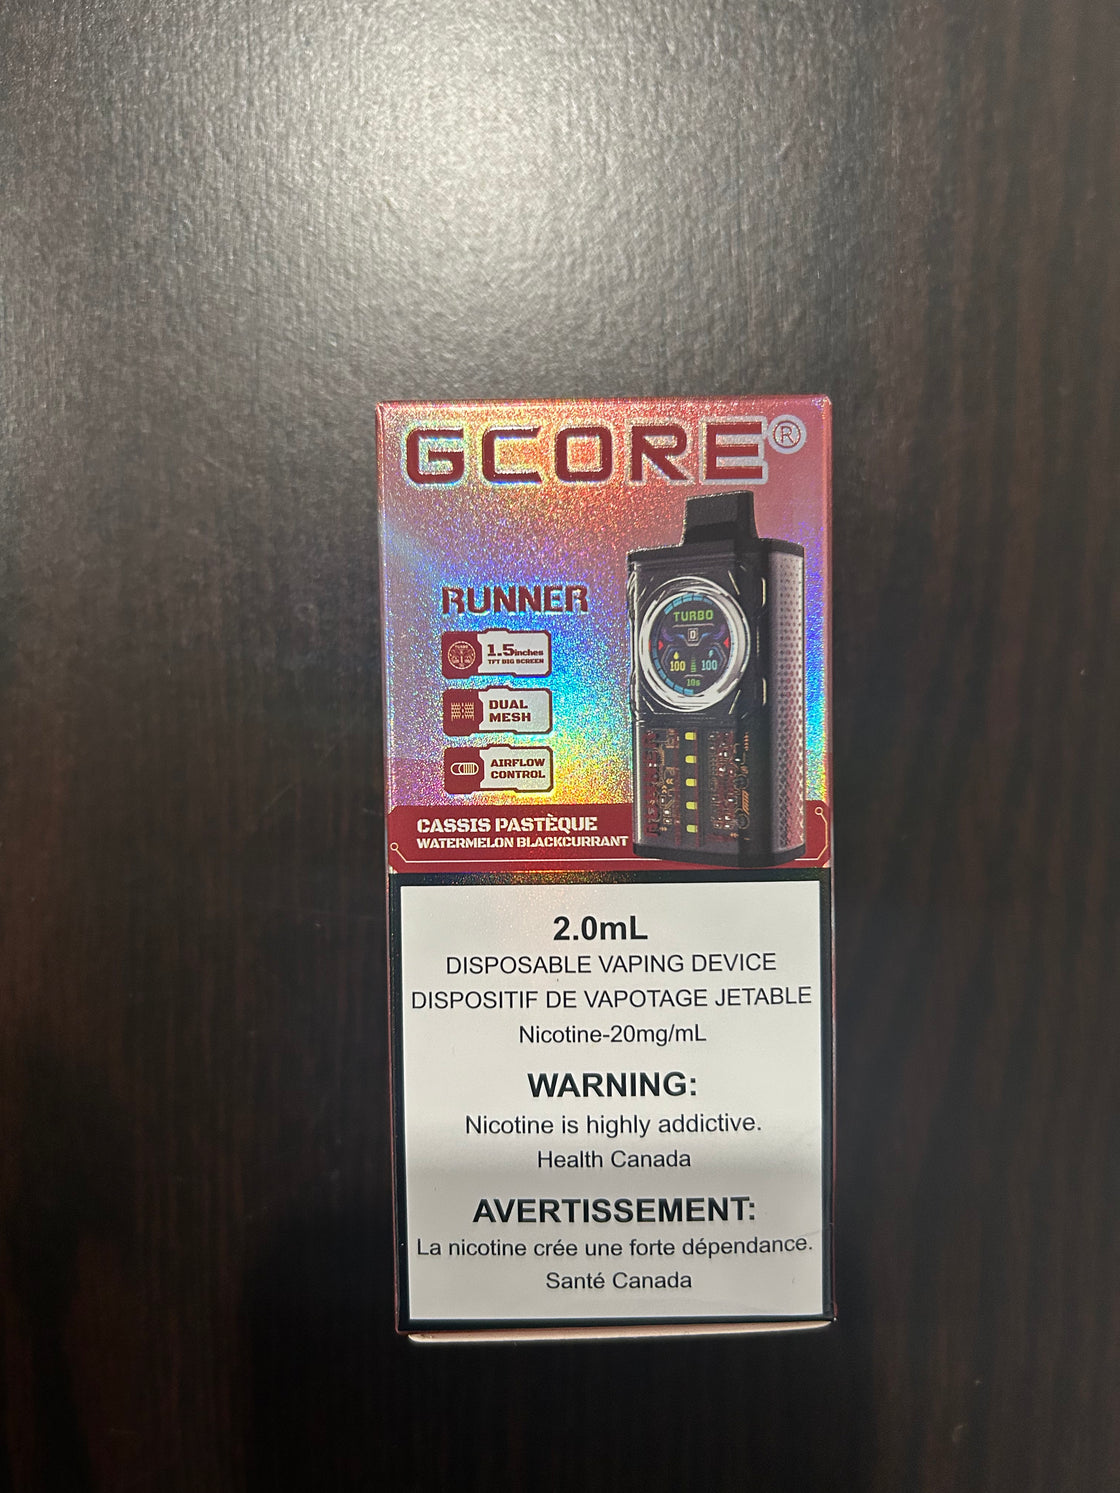 GCORE®
RUNNER
1.5inches
TFT BIG SCREEN
DUAL
MESH
AIRFLOW
CONTROL
TURBO
100 100
10s
CASSIS PASTÈQUE
WATERMELON BLACKCURRANT
2.0mL
DISPOSABLE VAPING DEVICE
DISPOSITIF DE VAPOTAGE JETABLE
Nicotine-20mg/mL
WARNING:
Nicotine is highly addictive.
Health Canada
AVERTISSEMENT:
La nicotine crée une forte dépendance.
Santé Canada